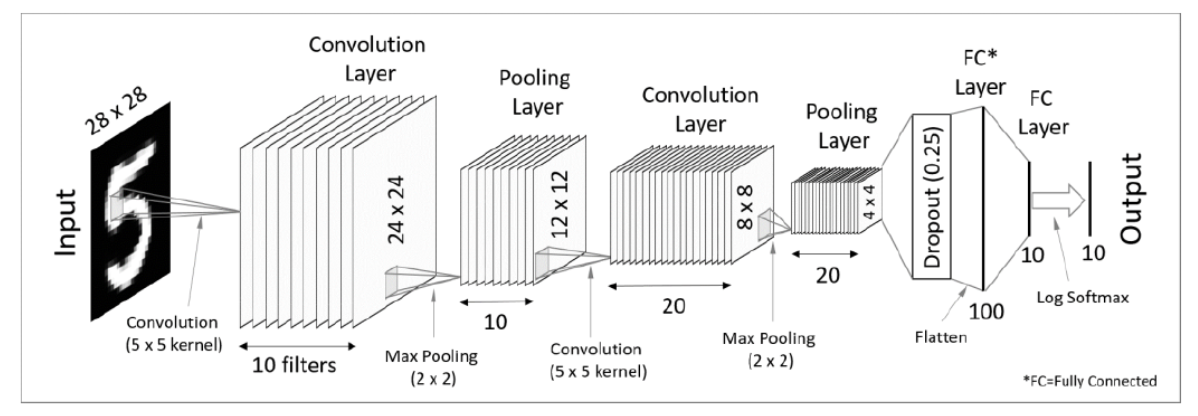 Input
28 x 28
Convolution
(5 x 5 kernel)
Convolution
Layer
24 x 24
10 filters
Max Pooling
(2 x 2)
Pooling
Layer
12 x 12
10
Convolution
(5 x 5 kernel)
Convolution
Layer
8 x 8
20
Max Pooling
(2 x 2)
Pooling
Layer
4 x 4
20
Dropout (0.25)
Flatten
FC*
Layer
100
FC
Layer
10
Log Softmax
10
Output
*FC=Fully Connected